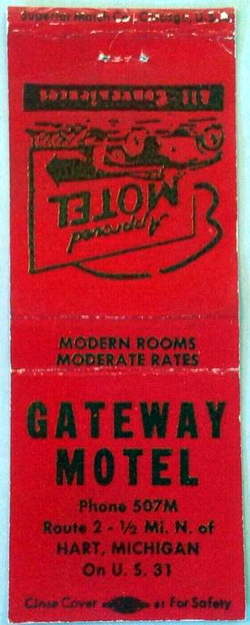 Superior Match Co., Chicago, U.S.A.
All Conveniences
Approved
MOTEL
MODERN ROOMS
MODERATE RATES
GATEWAY
MOTEL
Phone 507M
Route 2 - ½ Mi. N. of
HART, MICHIGAN
On U. S. 31
Close Cover For Safety